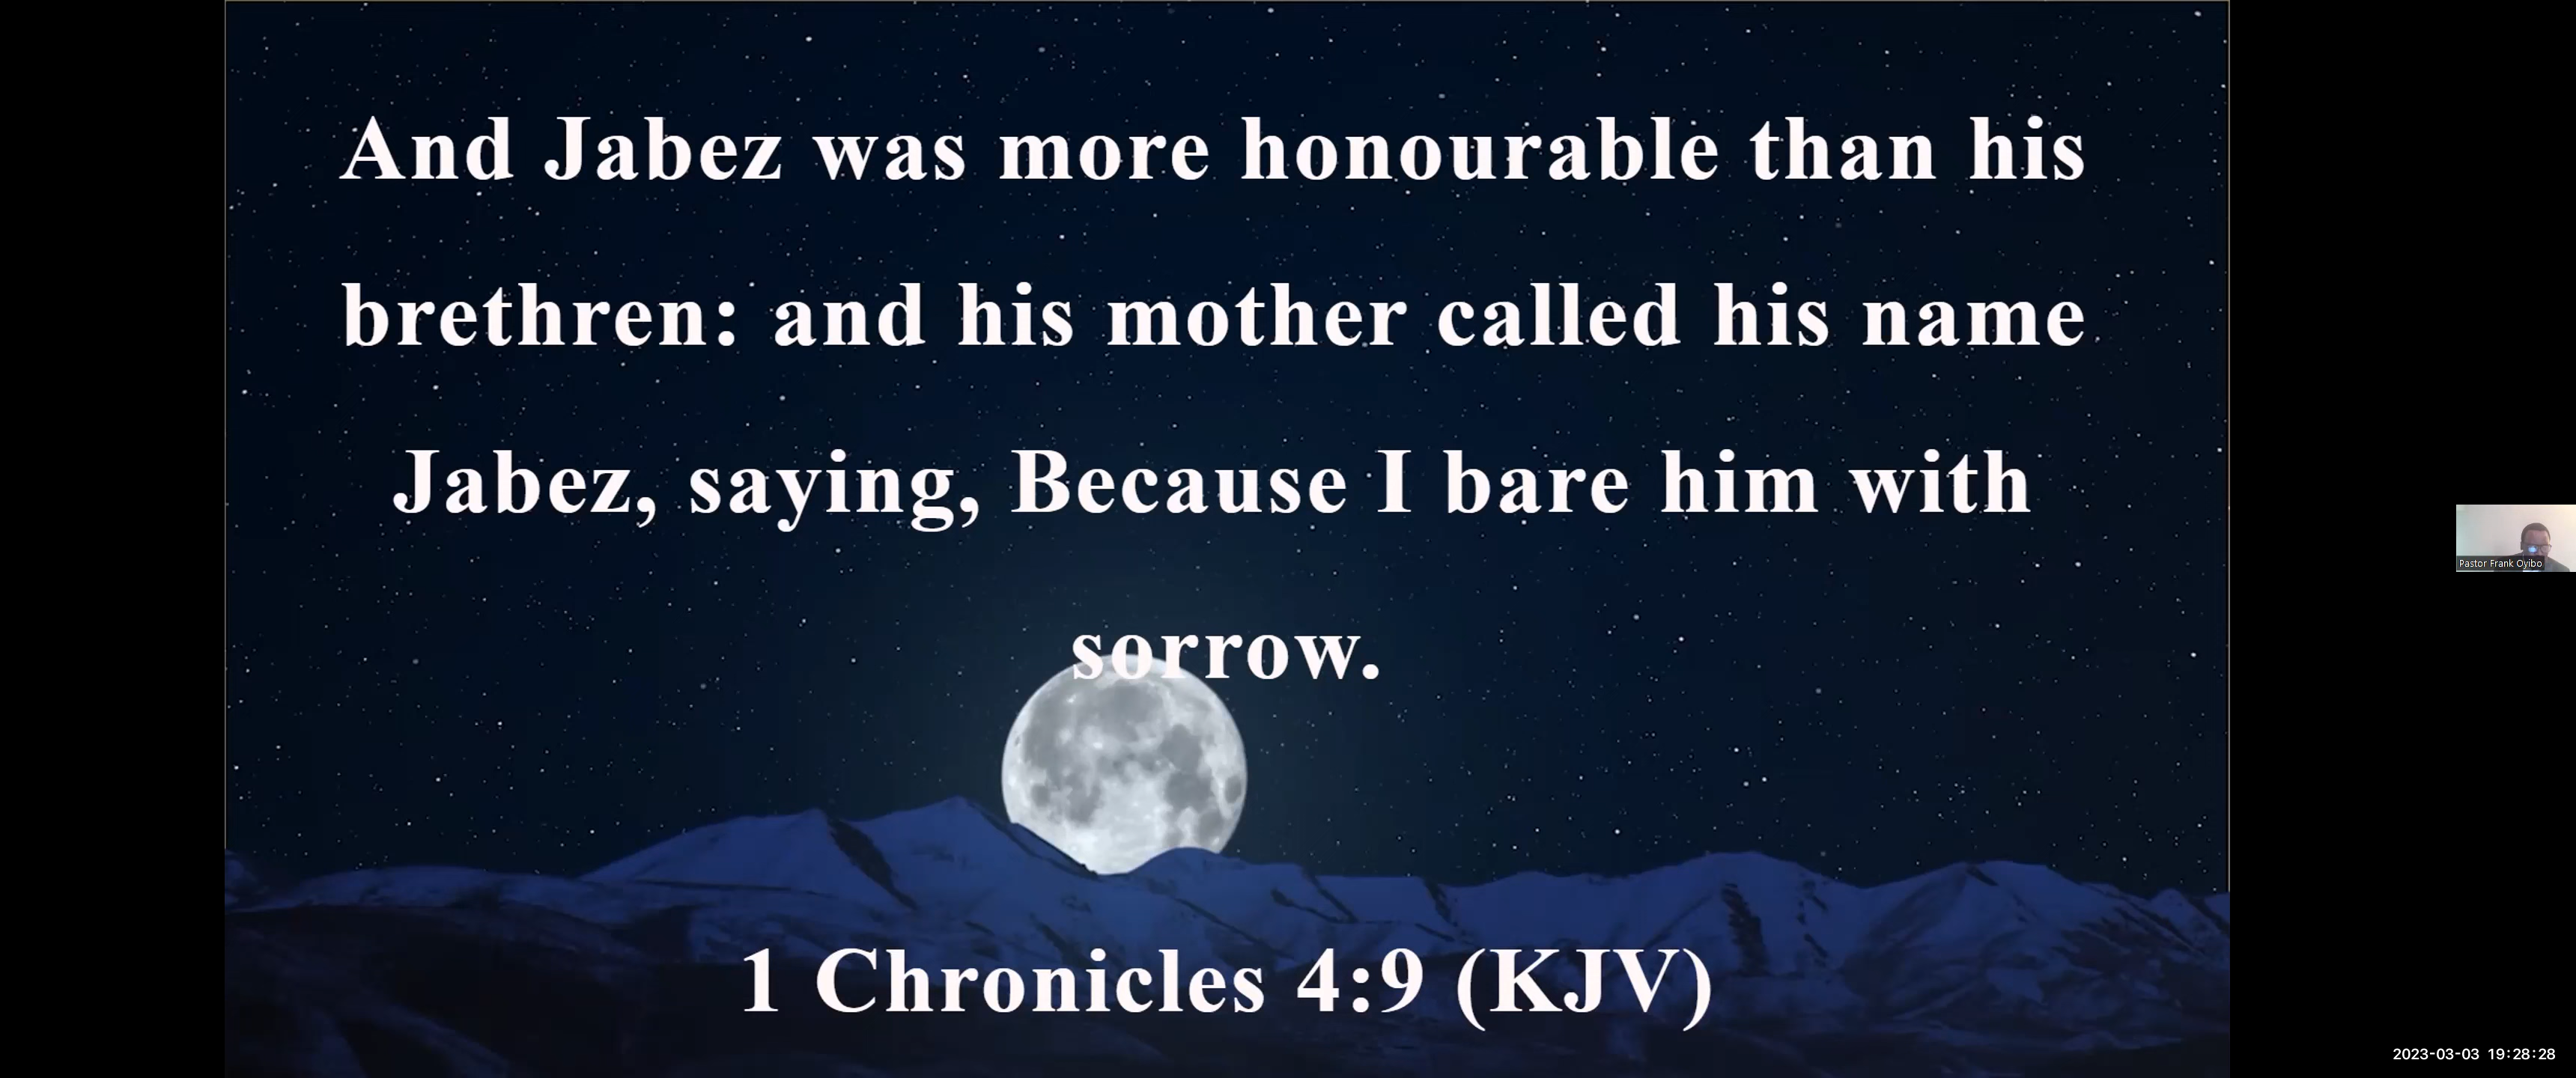 And Jabez was more honourable than his
brethren: and his mother called his name
Jabez, saying, Because I bare him with
sorrow.
1 Chronicles 4:9 (KJV)
Pastor Frank Oyibo
2023-03-03 19:28:28